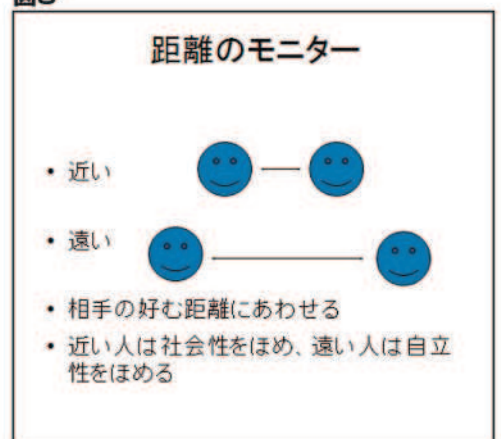 距離のモニター
• 近い
• 遠い
• 相手の好む距離にあわせる
• 近い人は社会性をほめ、遠い人は自立
性をほめる